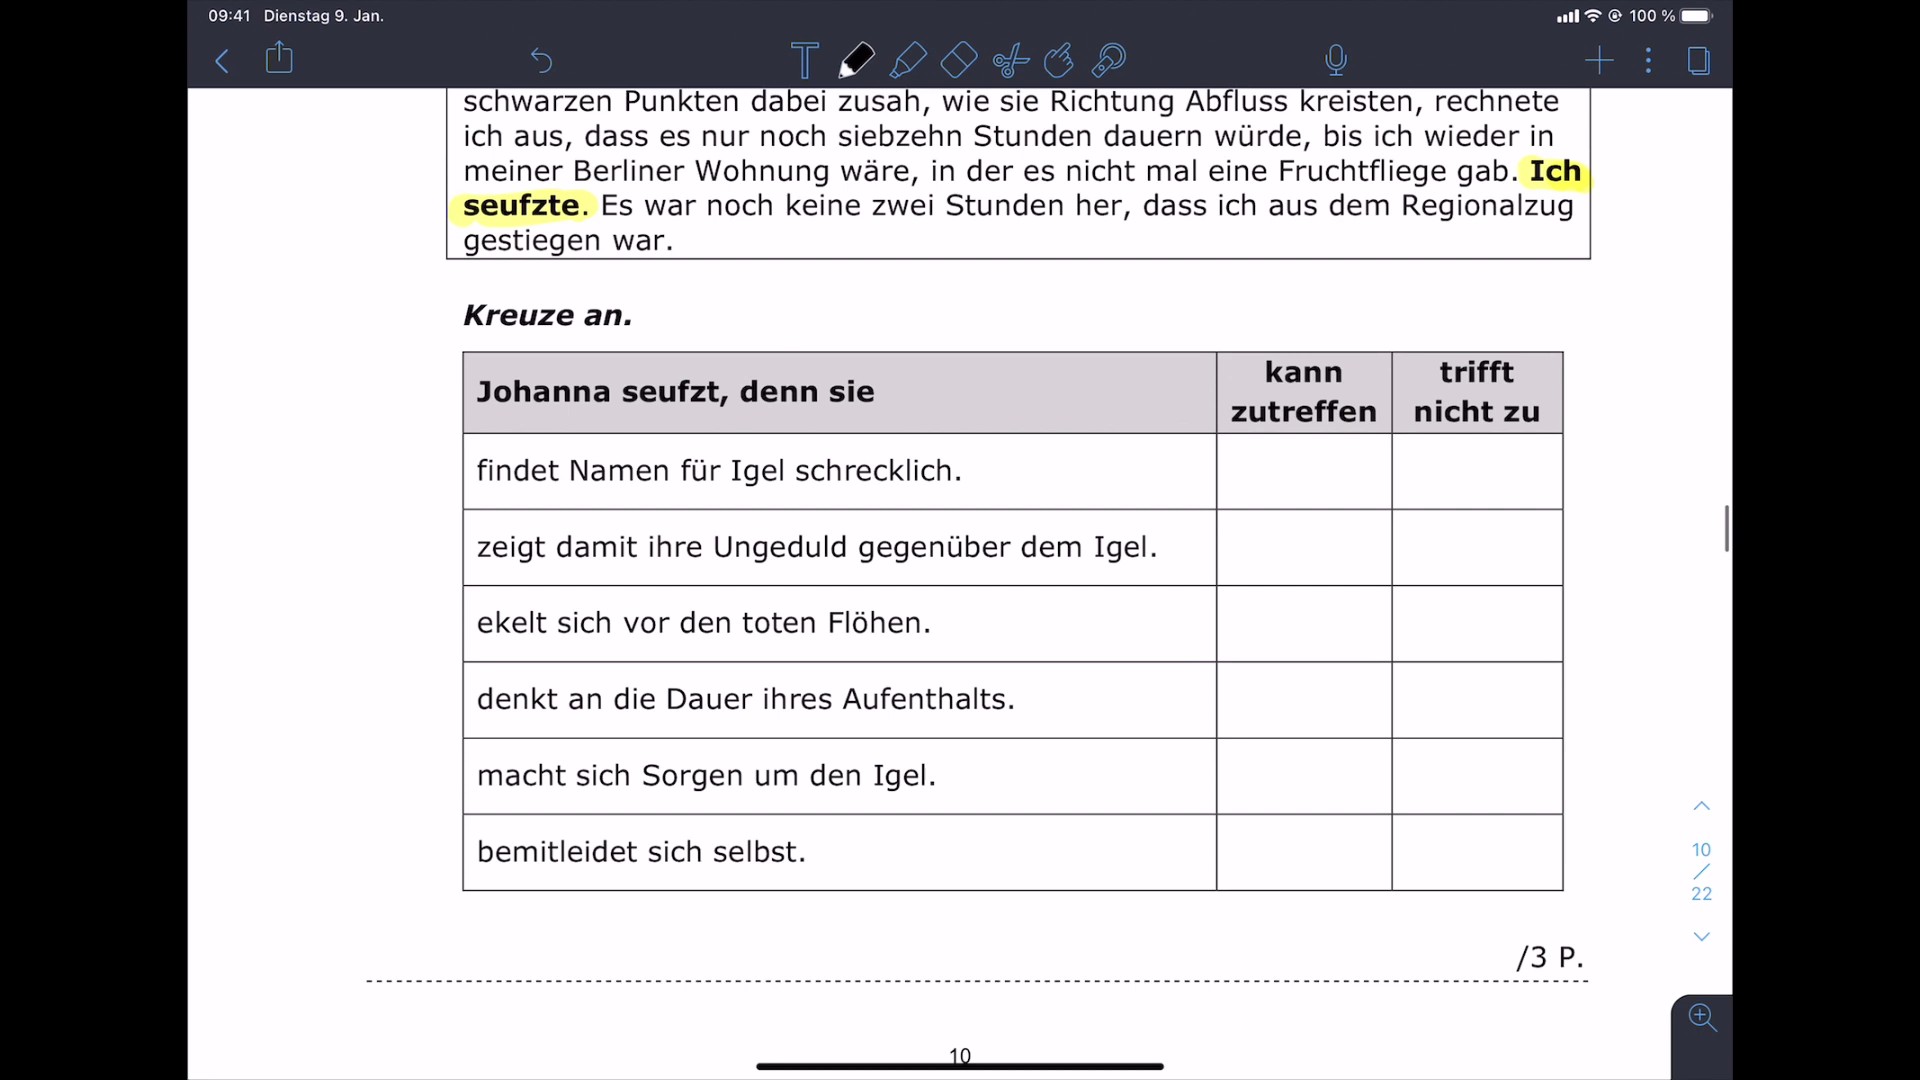 09:41 Dienstag 9. Jan.
100 %
schwarzen Punkten dabei zusah, wie sie Richtung Abfluss kreisten, rechnete
ich aus, dass es nur noch siebzehn Stunden dauern würde, bis ich wieder in
meiner Berliner Wohnung wäre, in der es nicht mal eine Fruchtfliege gab. Ich
seufzte. Es war noch keine zwei Stunden her, dass ich aus dem Regionalzug
gestiegen war.
Kreuze an.
Johanna seufzt, denn sie
kann
zutreffen
trifft
nicht zu
findet Namen für Igel schrecklich.
zeigt damit ihre Ungeduld gegenüber dem Igel.
ekelt sich vor den toten Flöhen.
denkt an die Dauer ihres Aufenthalts.
macht sich Sorgen um den Igel.
bemitleidet sich selbst.
10
/
22
/3 P.
10